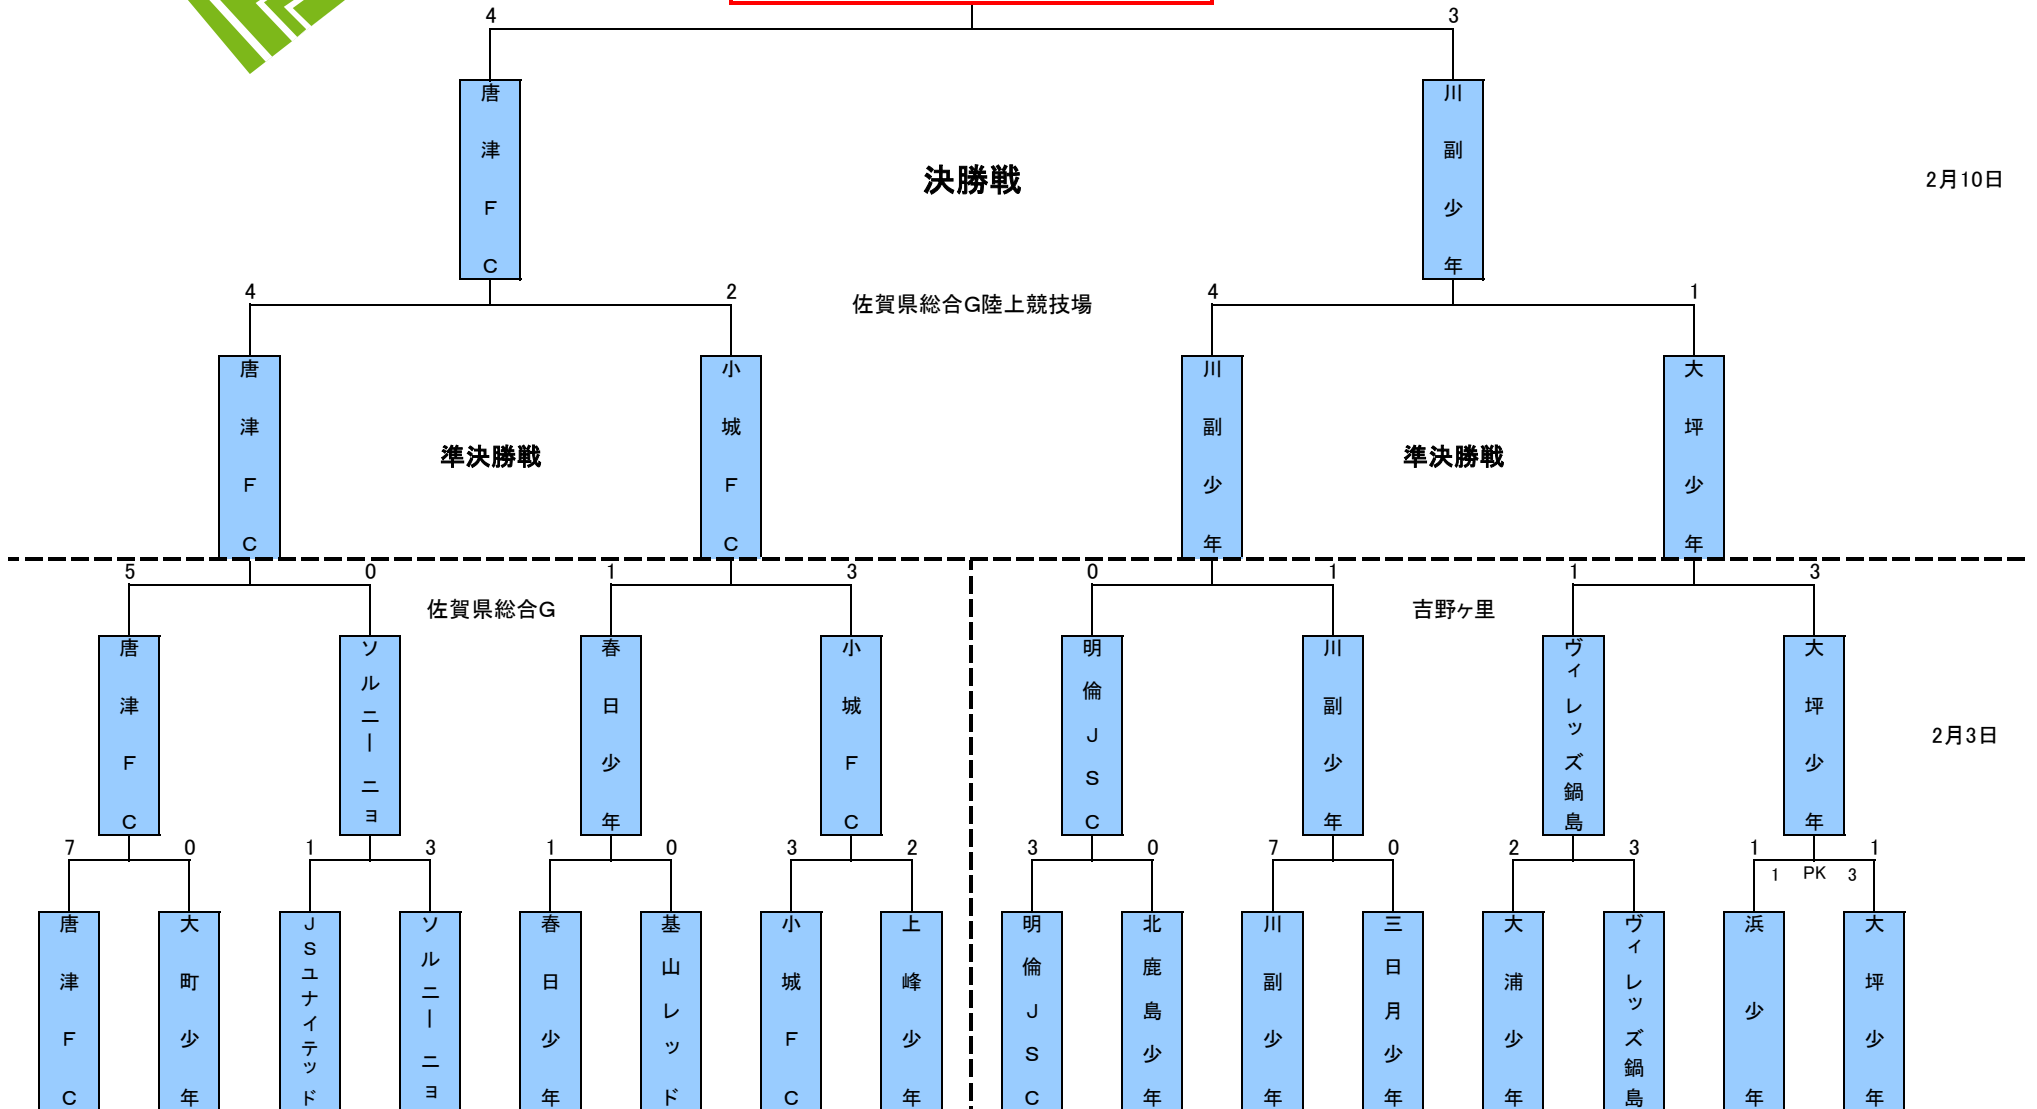 4 3
唐津FC
川副少年
決勝戦
2月10日
4 2 4 1
佐賀県総合G陸上競技場
唐津FC
小城FC
川副少年
大坪少年
準決勝戦
準決勝戦
5 0 1 3 0 1 1 3
佐賀県総合G
吉野ヶ里
唐津FC
ソルニーニョ
春日少年
小城FC
明倫JSC
川副少年
ヴィレッズ鍋島
大坪少年
2月3日
7 0 1 3 1 0 3 2 3 0 7 0 2 3 1 1
1 PK 3
唐津FC
大町少年
JSユナイテッド
ソルニーニョ
春日少年
基山レッド
小城FC
上峰少年
明倫JSC
北鹿島少年
川副少年
三日月少年
大浦少年
ヴィレッズ鍋島
浜少年
大坪少年